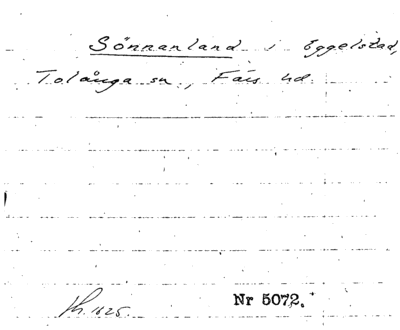 Sönnanland i Eggelstad,
Tolånga sn., Färs hd.
Nr 5072.